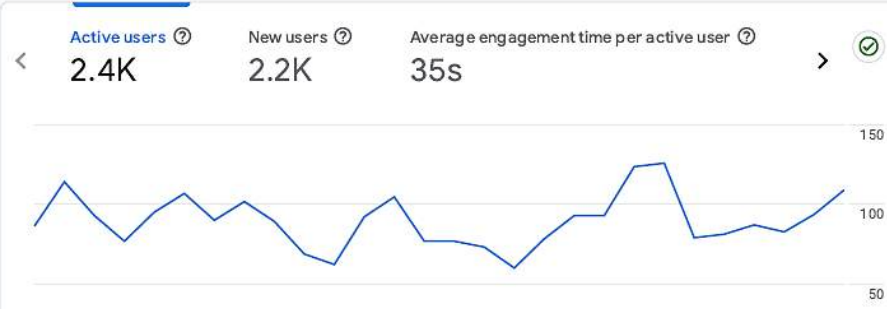 Active users
2.4K
New users
2.2K
Average engagement time per active user
35s
150
100
50